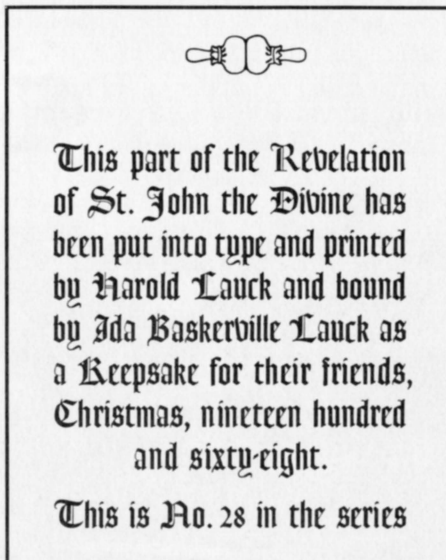 This part of the Revelation
of St. John the Divine has
been put into type and printed
by Harold Lauck and bound
by Ida Baskerville Lauck as
a Keepsake for their friends,
Christmas, nineteen hundred
and sixty-eight.
This is No. 28 in the series